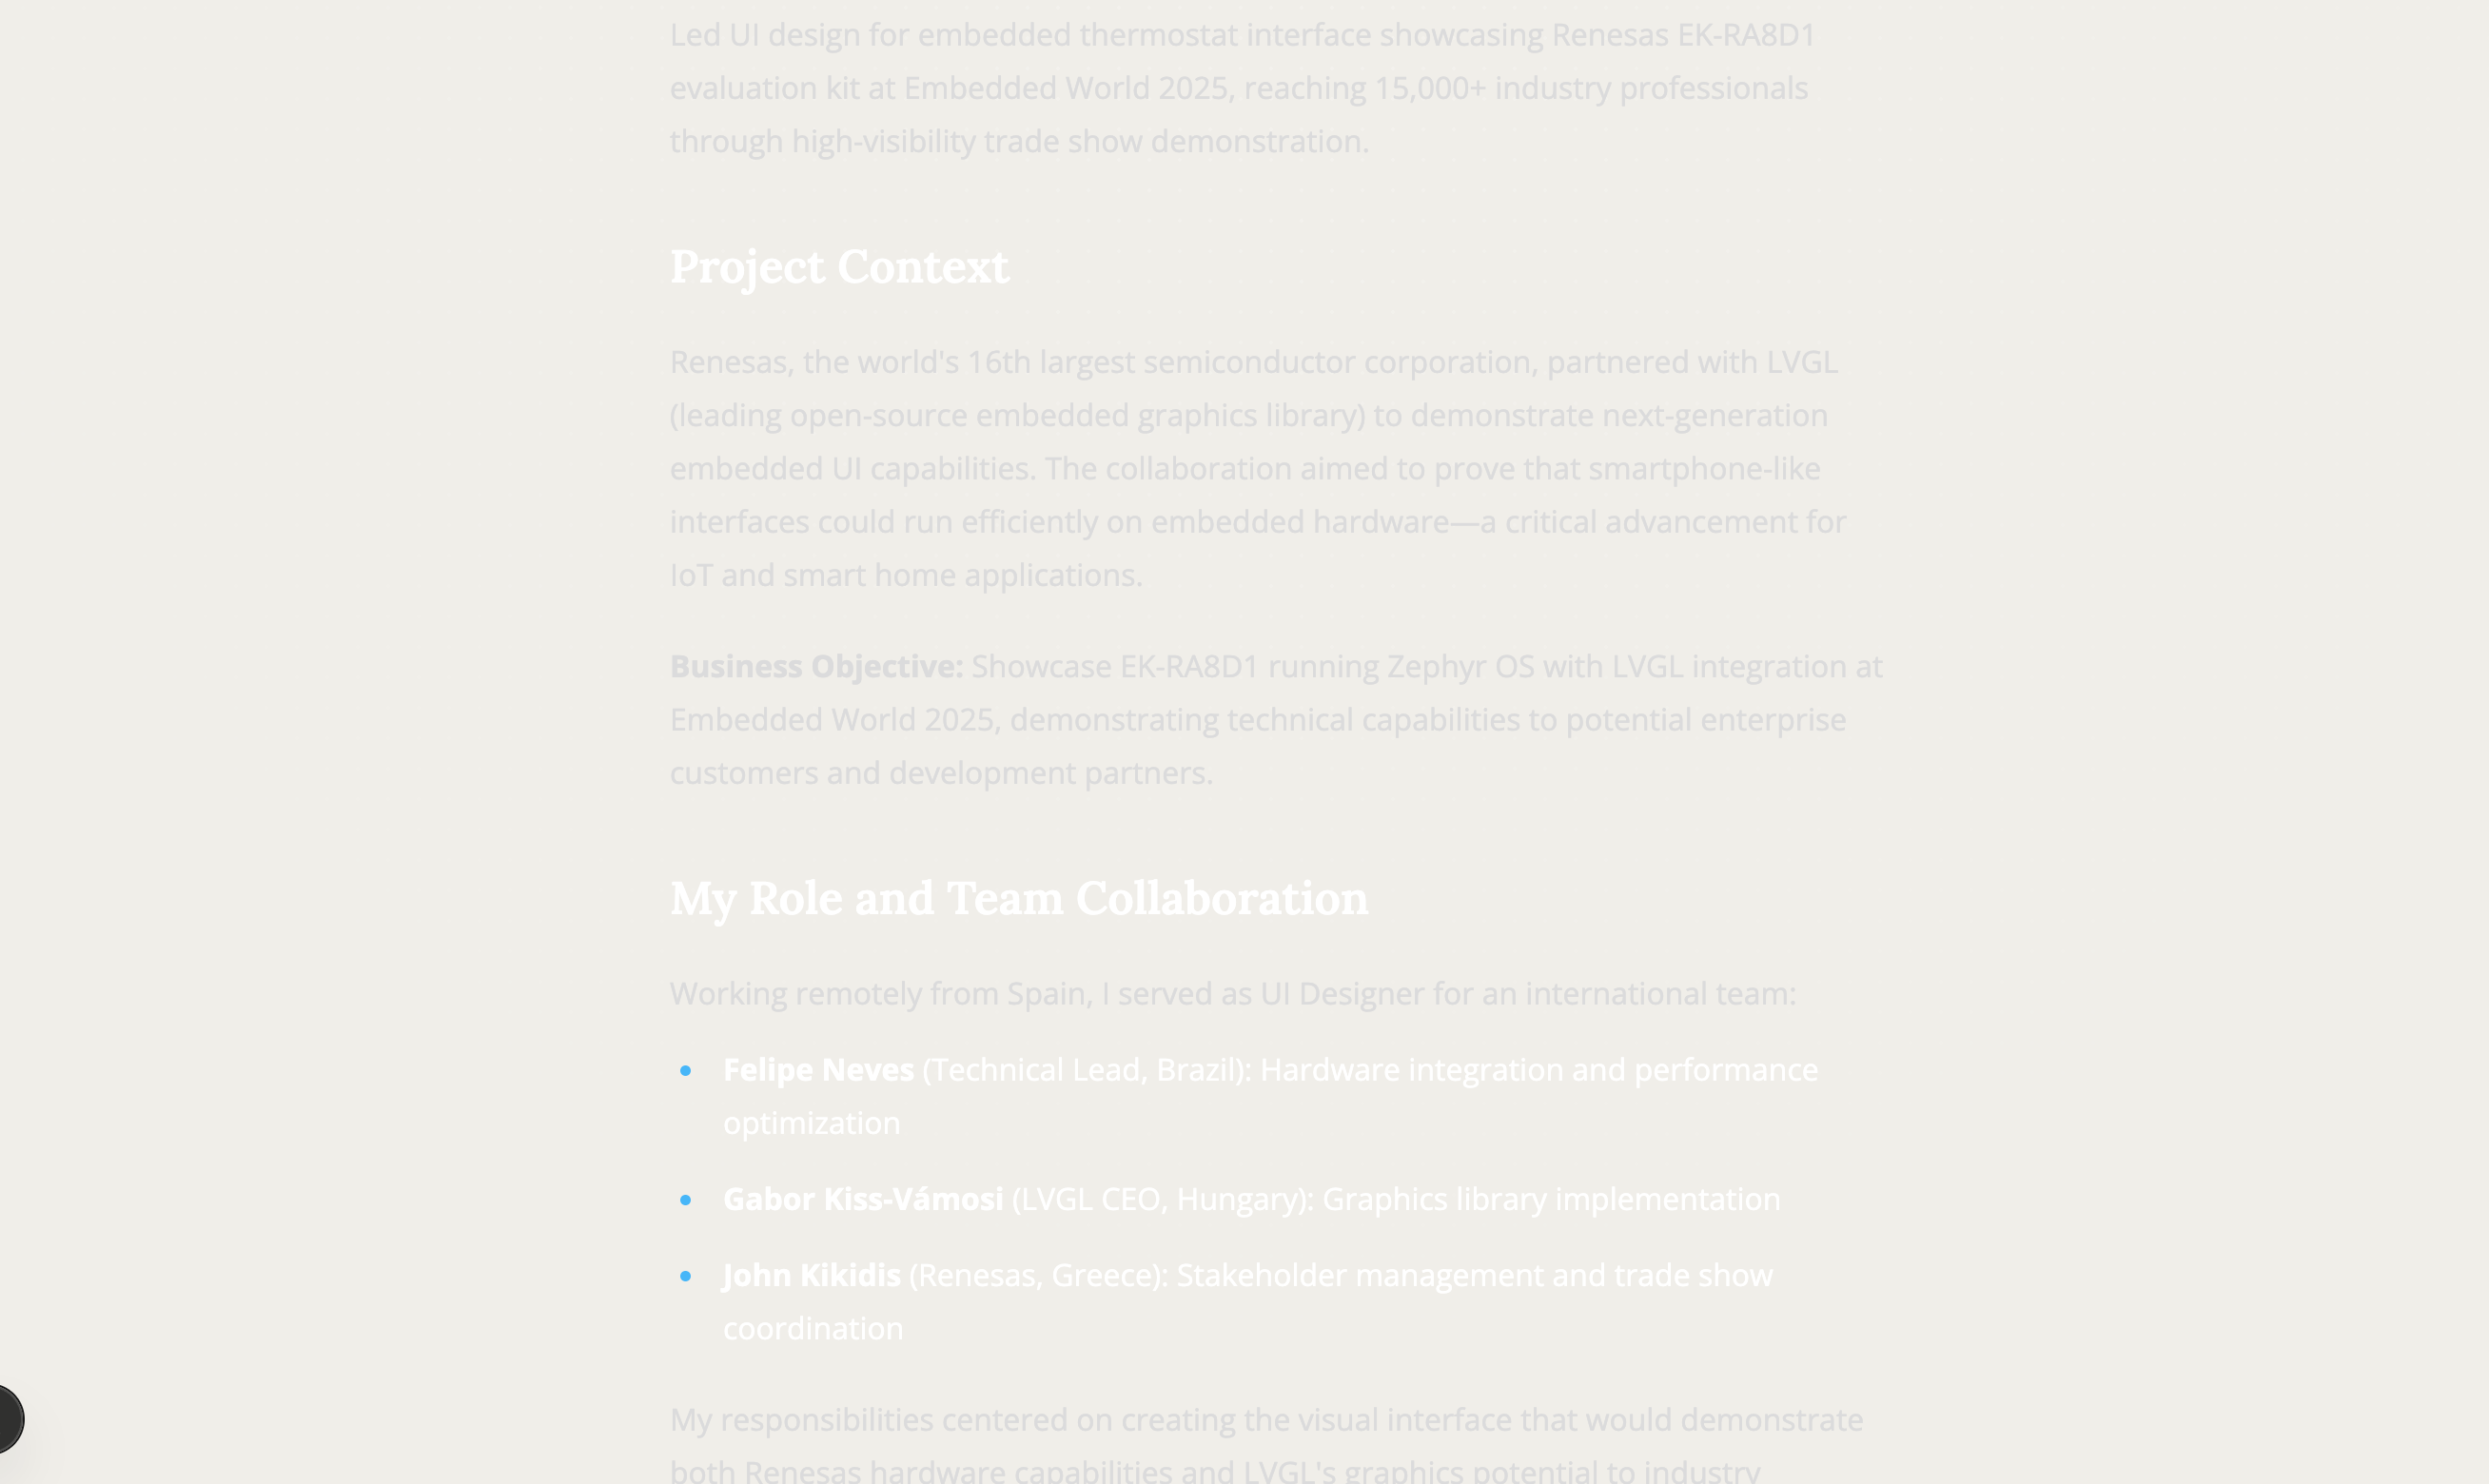 Led UI design for embedded thermostat interface showcasing Renesas EK-RA8D1
evaluation kit at Embedded World 2025, reaching 15,000+ industry professionals
through high-visibility trade show demonstration.
Project Context
Renesas, the world's 16th largest semiconductor corporation, partnered with LVGL
(leading open-source embedded graphics library) to demonstrate next-generation
embedded UI capabilities. The collaboration aimed to prove that smartphone-like
interfaces could run efficiently on embedded hardware—a critical advancement for
IoT and smart home applications.
Business Objective: Showcase EK-RA8D1 running Zephyr OS with LVGL integration at
Embedded World 2025, demonstrating technical capabilities to potential enterprise
customers and development partners.
My Role and Team Collaboration
Working remotely from Spain, I served as UI Designer for an international team:
Felipe Neves (Technical Lead, Brazil): Hardware integration and performance
optimization
Gabor Kiss-Vámosi (LVGL CEO, Hungary): Graphics library implementation
John Kikidis (Renesas, Greece): Stakeholder management and trade show
coordination
My responsibilities centered on creating the visual interface that would demonstrate
both Renesas hardware capabilities and LVGL's graphics potential to industry